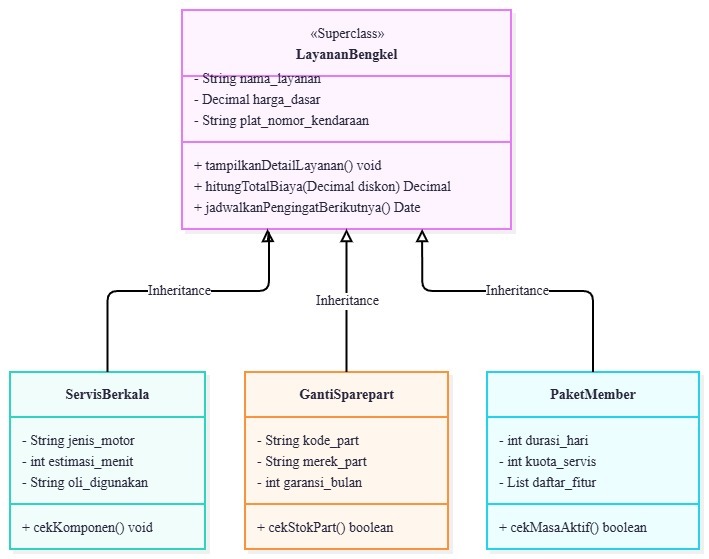 «Superclass»
LayananBengkel
- String nama_layanan
- Decimal harga_dasar
- String plat_nomor_kendaraan
+ tampilkanDetailLayanan() void
+ hitungTotalBiaya(Decimal diskon) Decimal
+ jadwalkanPengingatBerikutnya() Date
Inheritance
Inheritance
Inheritance
ServisBerkala
- String jenis_motor
- int estimasi_menit
- String oli_digunakan
+ cekKomponen() void
GantiSparepart
- String kode_part
- String merek_part
- int garansi_bulan
+ cekStokPart() boolean
PaketMember
- int durasi_hari
- int kuota_servis
- List daftar_fitur
+ cekMasaAktif() boolean